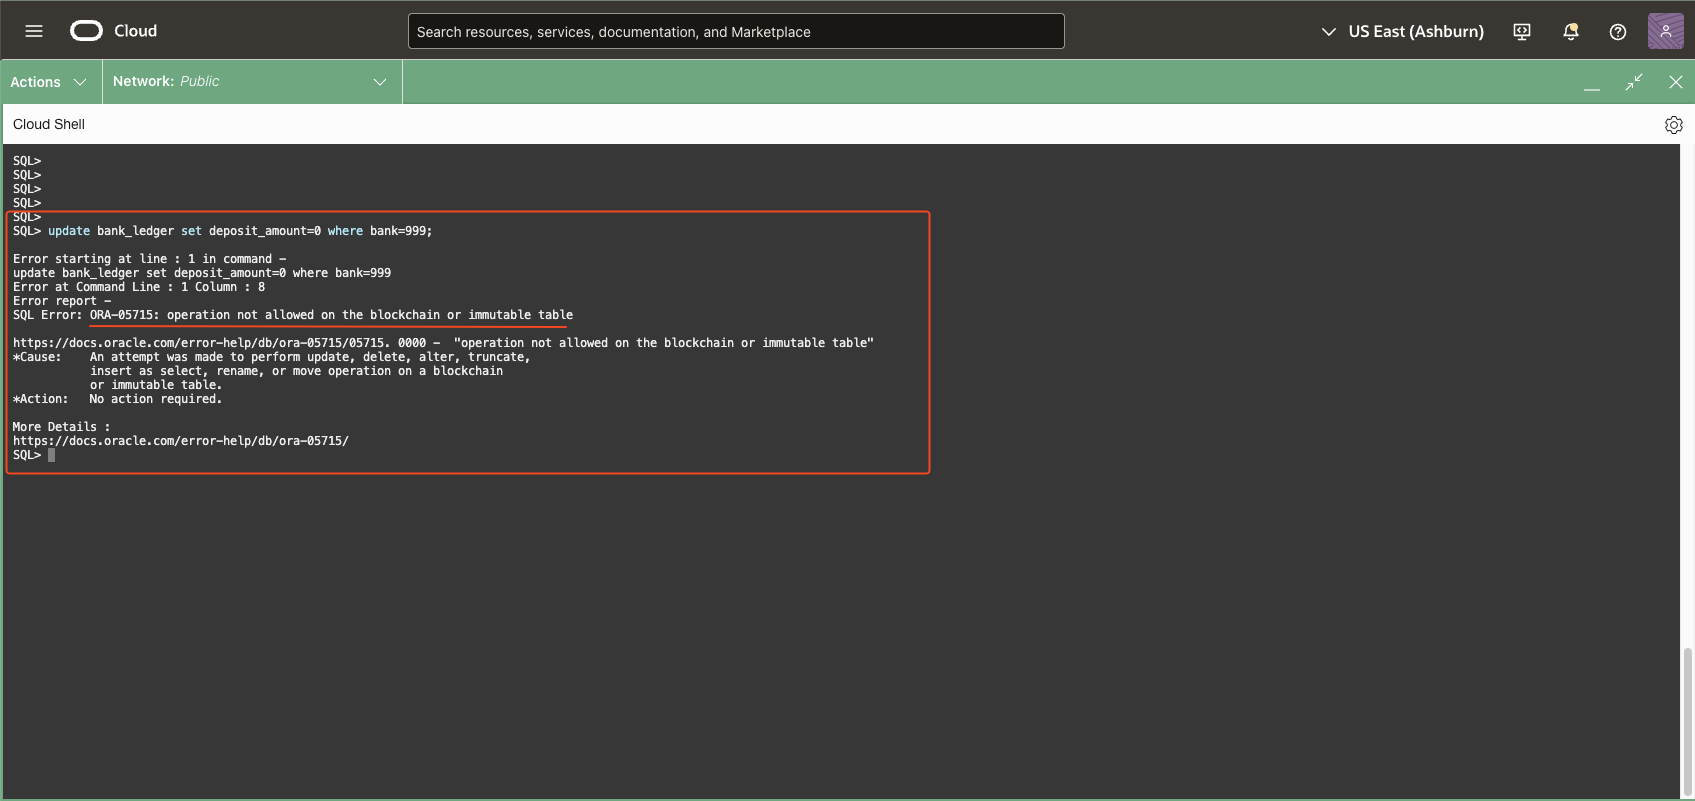 Cloud
Search resources, services, documentation, and Marketplace
US East (Ashburn)
Actions
Network: Public
Cloud Shell
SQL>
SQL>
SQL>
SQL>
SQL>
SQL> update bank_ledger set deposit_amount=0 where bank=999;
Error starting at line : 1 in command -
update bank_ledger set deposit_amount=0 where bank=999
Error at Command Line : 1 Column : 8
Error report -
SQL Error: ORA-05715: operation not allowed on the blockchain or immutable table
https://docs.oracle.com/error-help/db/ora-05715/05715. 0000 -  "operation not allowed on the blockchain or immutable table"
*Cause:    An attempt was made to perform update, delete, alter, truncate,
insert as select, rename, or move operation on a blockchain
or immutable table.
*Action:   No action required.
More Details :
https://docs.oracle.com/error-help/db/ora-05715/
SQL>